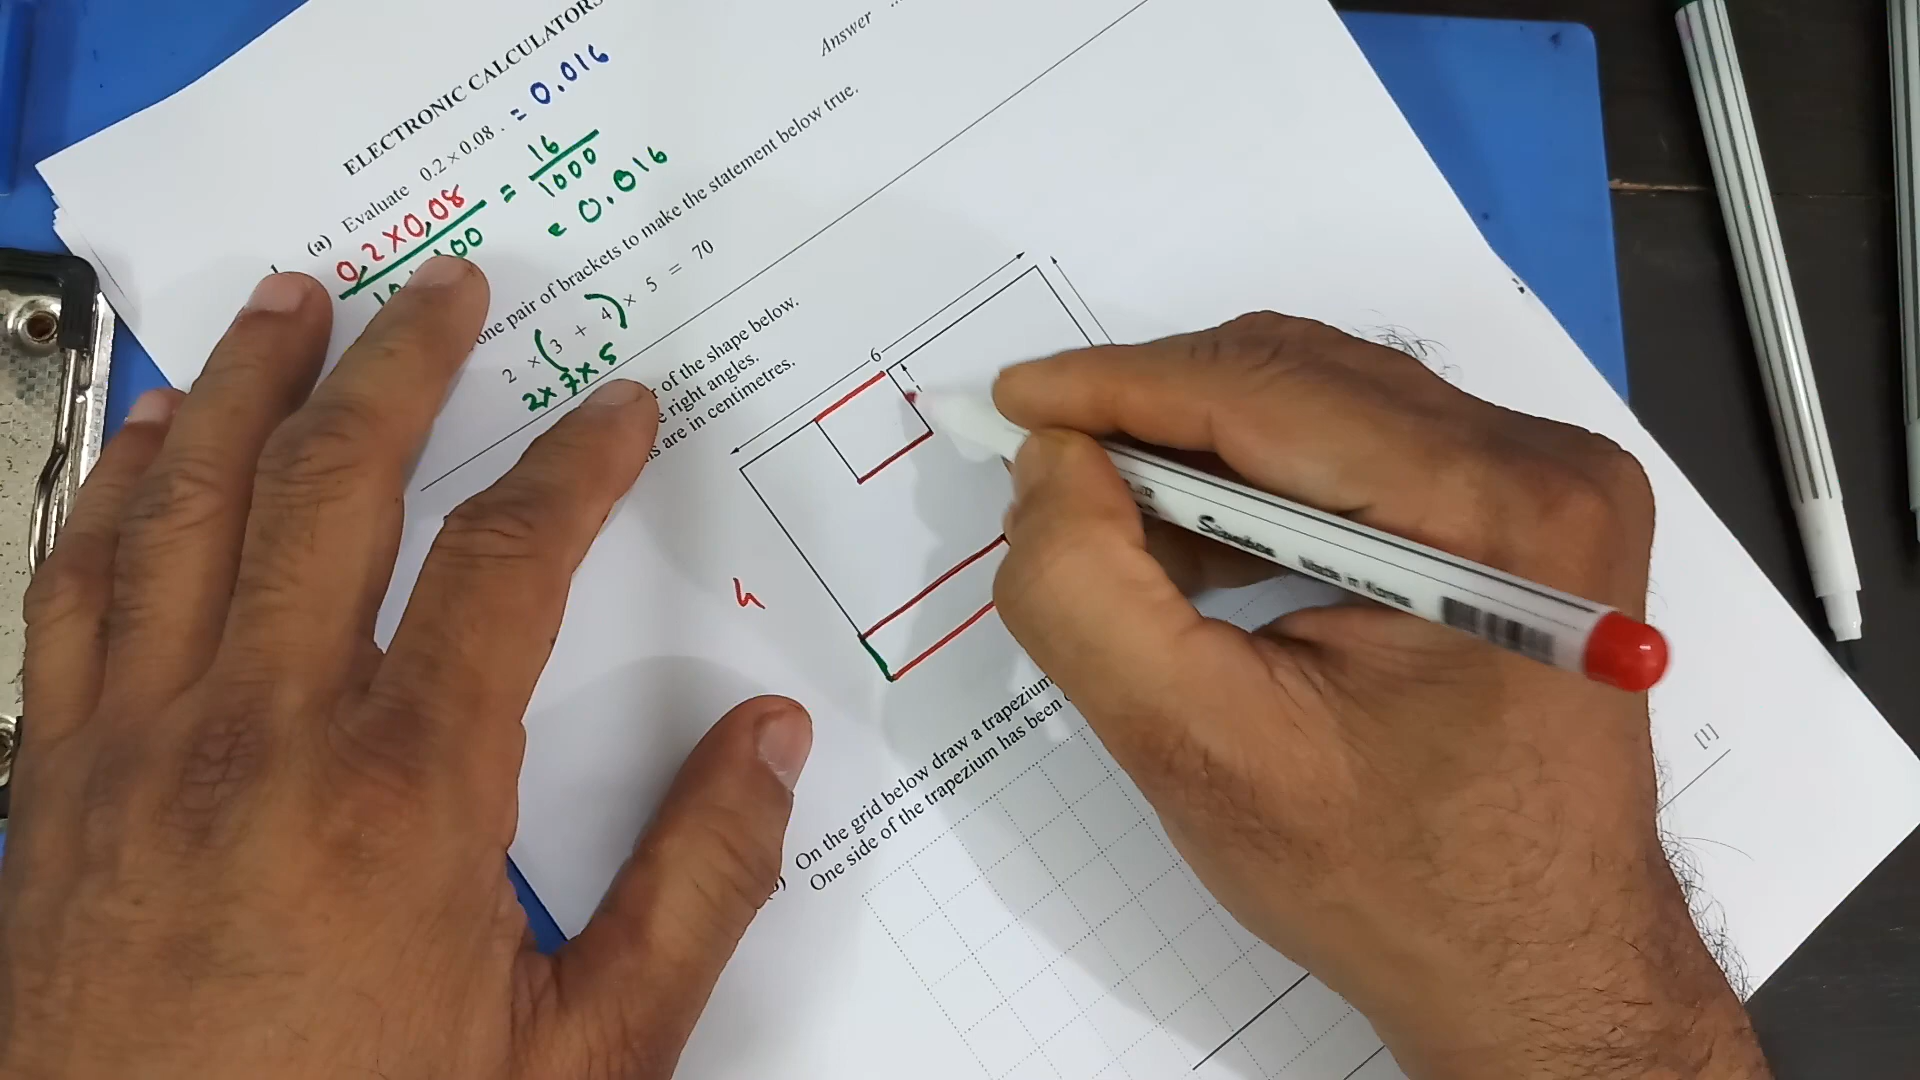 ELECTRONIC CALCULATORS
Answer ...
(a) Evaluate 0.2 × 0.08 . = 0.016
0,2 × 0,08 = 16
100 1000
= 0.016
one pair of brackets to make the statement below true.
2 × (3 + 4) × 5 = 70
2 × 7 × 5
r of the shape below.
e right angles.
ns are in centimetres.
6
4
On the grid below draw a trapezium
One side of the trapezium has been
[1]
Made in Korea